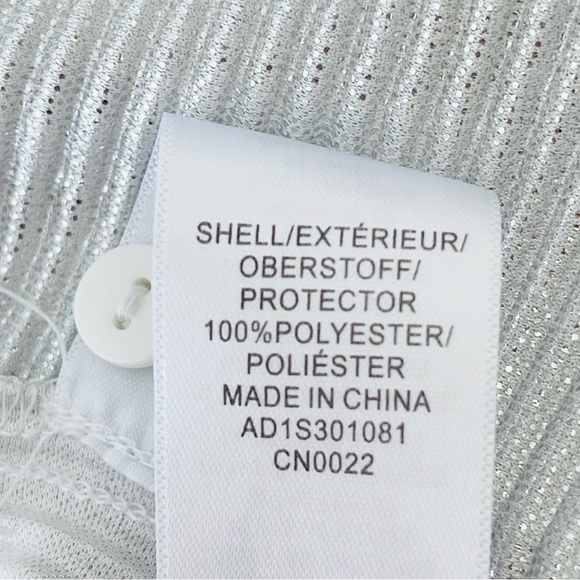 SHELL/EXTÉRIEUR/
OBERSTOFF/
PROTECTOR
100%POLYESTER/
POLIÉSTER
MADE IN CHINA
AD1S301081
CN0022